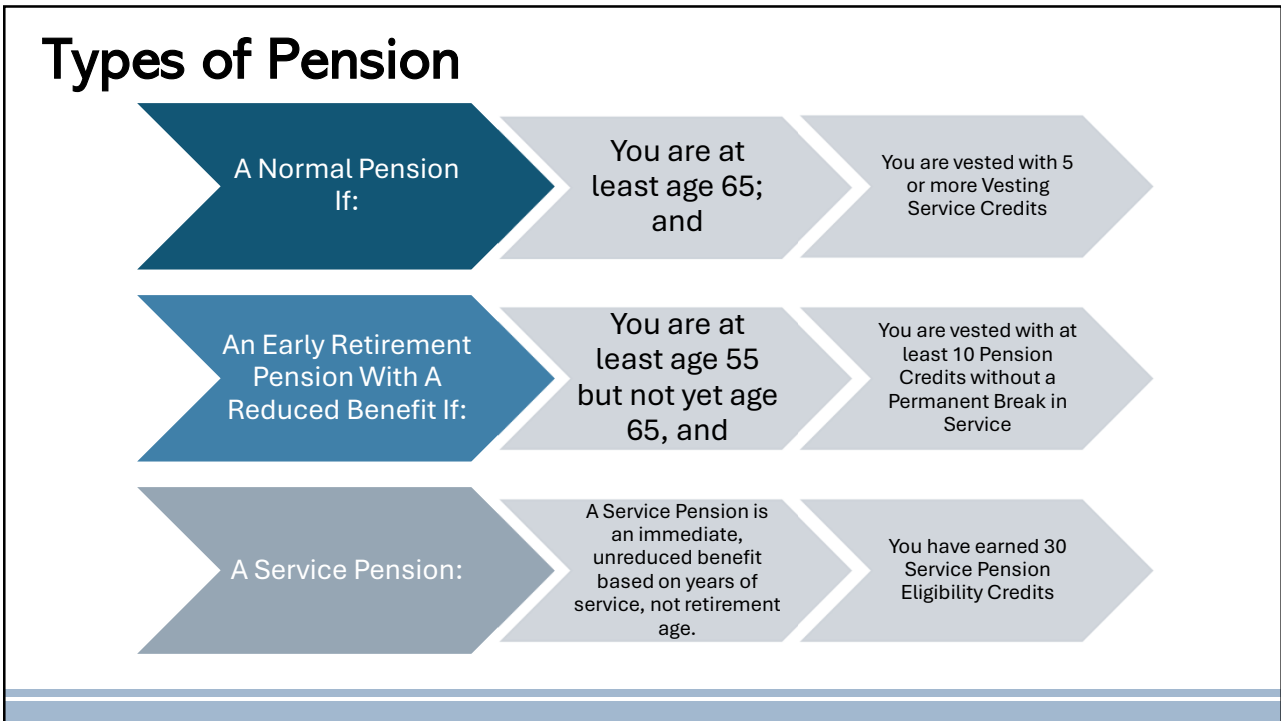 Types of Pension
A Normal Pension
If:
You are at
least age 65;
and
You are vested with 5
or more Vesting
Service Credits
An Early Retirement
Pension With A
Reduced Benefit If:
You are at
least age 55
but not yet age
65, and
You are vested with at
least 10 Pension
Credits without a
Permanent Break in
Service
A Service Pension:
A Service Pension is
an immediate,
unreduced benefit
based on years of
service, not retirement
age.
You have earned 30
Service Pension
Eligibility Credits